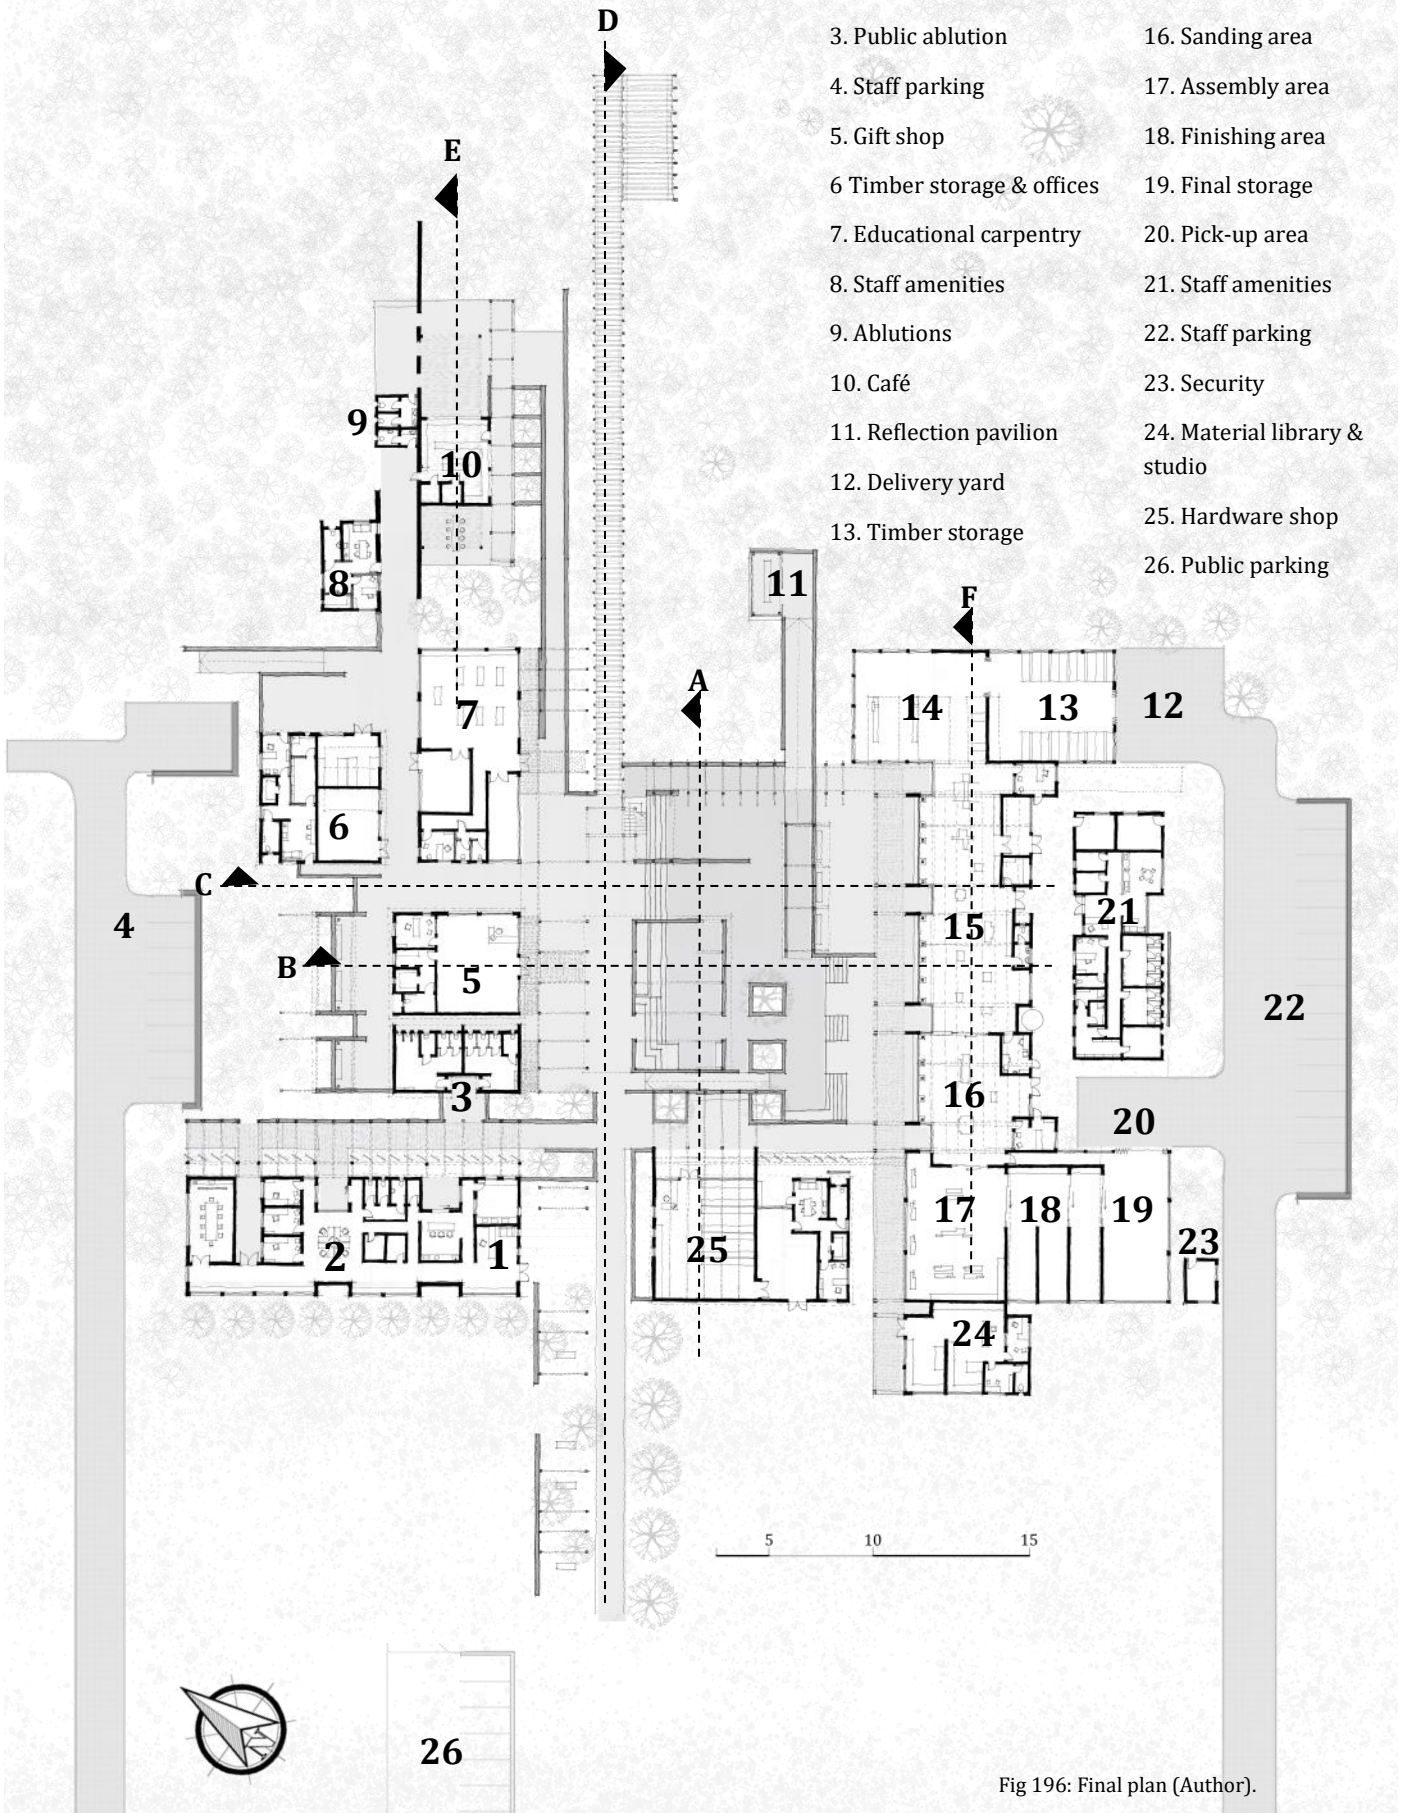 3. Public ablution
4. Staff parking
5. Gift shop
6 Timber storage & offices
7. Educational carpentry
8. Staff amenities
9. Ablutions
10. Café
11. Reflection pavilion
12. Delivery yard
13. Timber storage
16. Sanding area
17. Assembly area
18. Finishing area
19. Final storage
20. Pick-up area
21. Staff amenities
22. Staff parking
23. Security
24. Material library &
studio
25. Hardware shop
26. Public parking
D
E
9
10
8
11
F
A
7
14
13
12
6
C
4
15
21
B
5
22
3
16
20
17
18
19
2
1
25
23
24
5
10
15
26
Fig 196: Final plan (Author).